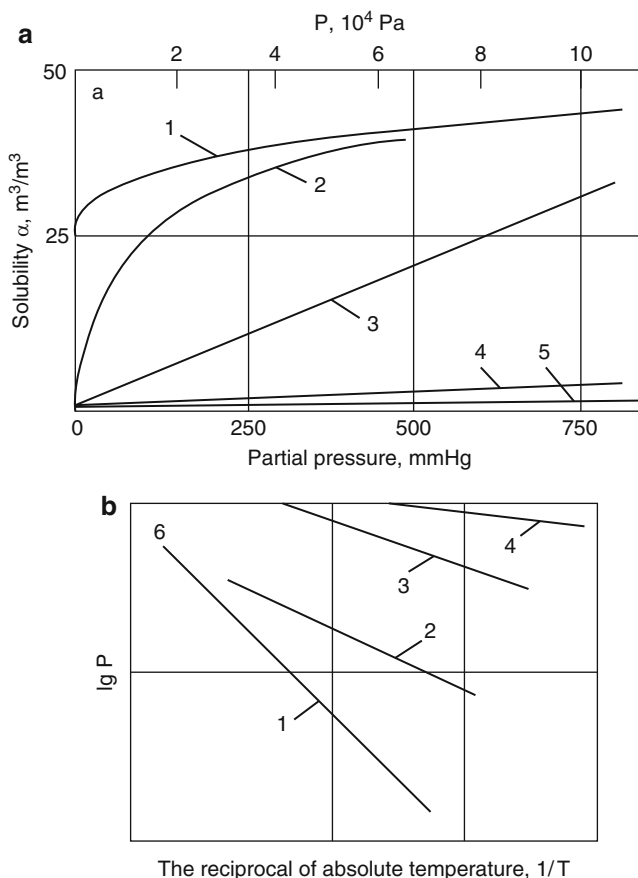 a
P, 10⁴ Pa
2 4 6 8 10
50
a
1
2
25
3
4 5
Solubility α, m³/m³
0 250 500 750
Partial pressure, mmHg
b
6
4
3
2
1
lg P
The reciprocal of absolute temperature, 1/T